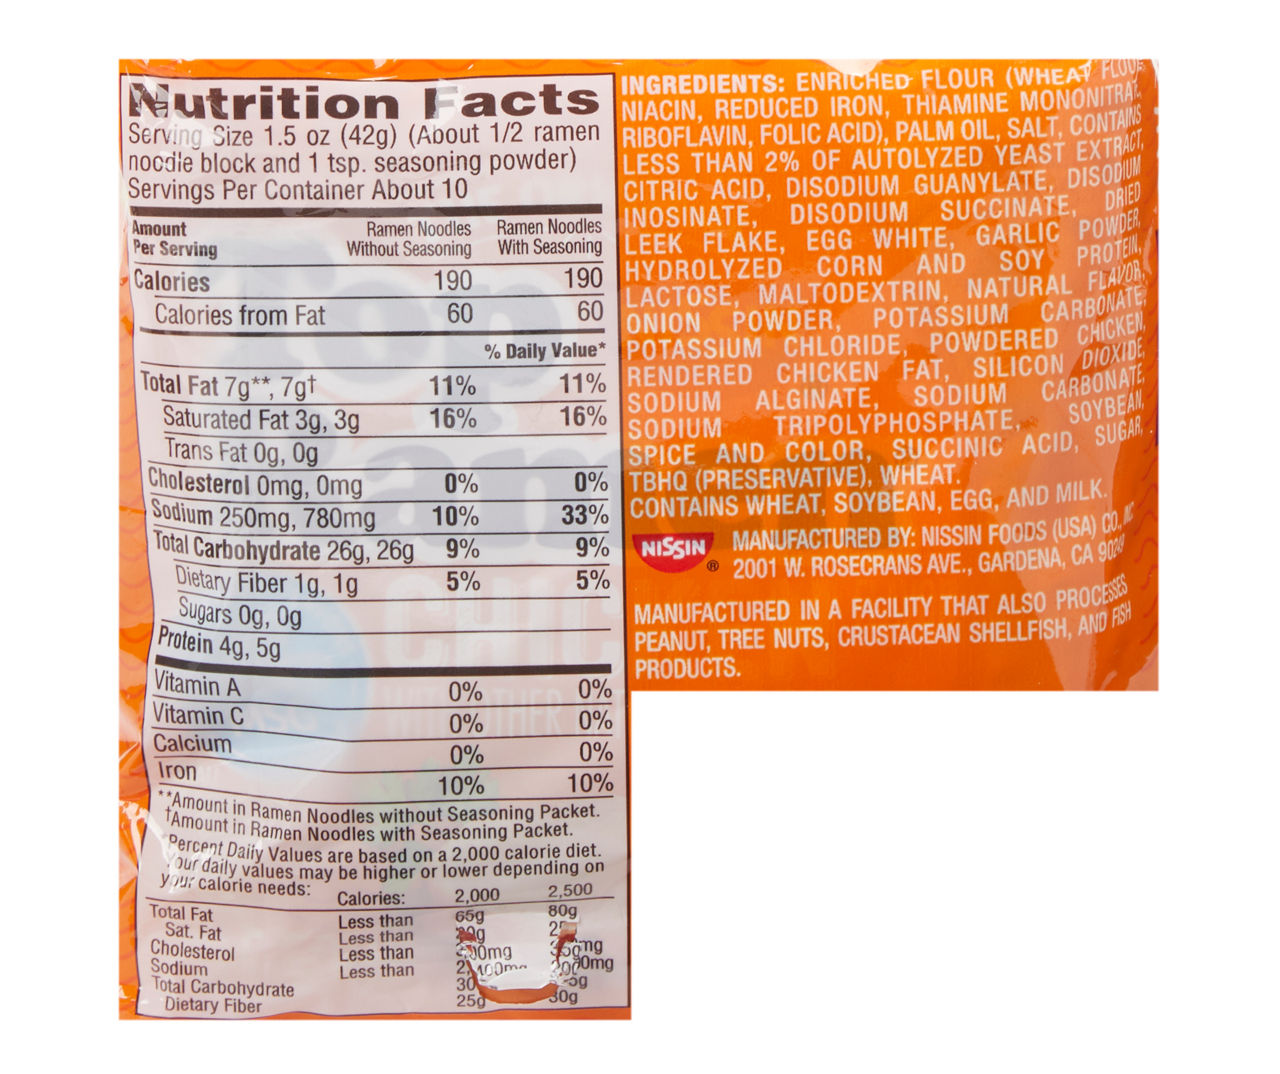 Nutrition Facts
Serving Size 1.5 oz (42g) (About 1/2 ramen
noodle block and 1 tsp. seasoning powder)
Servings Per Container About 10
Amount Per Serving Ramen Noodles Without Seasoning Ramen Noodles With Seasoning
Calories 190 190
Calories from Fat 60 60
% Daily Value*
Total Fat 7g**, 7g† 11% 11%
Saturated Fat 3g, 3g 16% 16%
Trans Fat 0g, 0g
Cholesterol 0mg, 0mg 0% 0%
Sodium 250mg, 780mg 10% 33%
Total Carbohydrate 26g, 26g 9% 9%
Dietary Fiber 1g, 1g 5% 5%
Sugars 0g, 0g
Protein 4g, 5g
Vitamin A 0% 0%
Vitamin C 0% 0%
Calcium 0% 0%
Iron 10% 10%
**Amount in Ramen Noodles without Seasoning Packet.
†Amount in Ramen Noodles with Seasoning Packet.
*Percent Daily Values are based on a 2,000 calorie diet.
Your daily values may be higher or lower depending on
your calorie needs:
Calories: 2,000 2,500
Total Fat Less than 65g 80g
Sat. Fat Less than
Cholesterol Less than
Sodium Less than
Total Carbohydrate
Dietary Fiber 25g 30g
INGREDIENTS: ENRICHED FLOUR (WHEAT FLOUR,
NIACIN, REDUCED IRON, THIAMINE MONONITRATE,
RIBOFLAVIN, FOLIC ACID), PALM OIL, SALT, CONTAINS
LESS THAN 2% OF AUTOLYZED YEAST EXTRACT,
CITRIC ACID, DISODIUM GUANYLATE, DISODIUM
INOSINATE, DISODIUM SUCCINATE, DRIED
LEEK FLAKE, EGG WHITE, GARLIC POWDER,
HYDROLYZED CORN AND SOY PROTEIN,
LACTOSE, MALTODEXTRIN, NATURAL FLAVOR,
ONION POWDER, POTASSIUM CARBONATE,
POTASSIUM CHLORIDE, POWDERED CHICKEN,
RENDERED CHICKEN FAT, SILICON DIOXIDE,
SODIUM ALGINATE, SODIUM CARBONATE,
SODIUM TRIPOLYPHOSPHATE, SOYBEAN,
SPICE AND COLOR, SUCCINIC ACID, SUGAR,
TBHQ (PRESERVATIVE), WHEAT.
CONTAINS WHEAT, SOYBEAN, EGG, AND MILK.
NISSIN ®
MANUFACTURED BY: NISSIN FOODS (USA) CO., INC
2001 W. ROSECRANS AVE., GARDENA, CA 90249
MANUFACTURED IN A FACILITY THAT ALSO PROCESSES
PEANUT, TREE NUTS, CRUSTACEAN SHELLFISH, AND FISH
PRODUCTS.